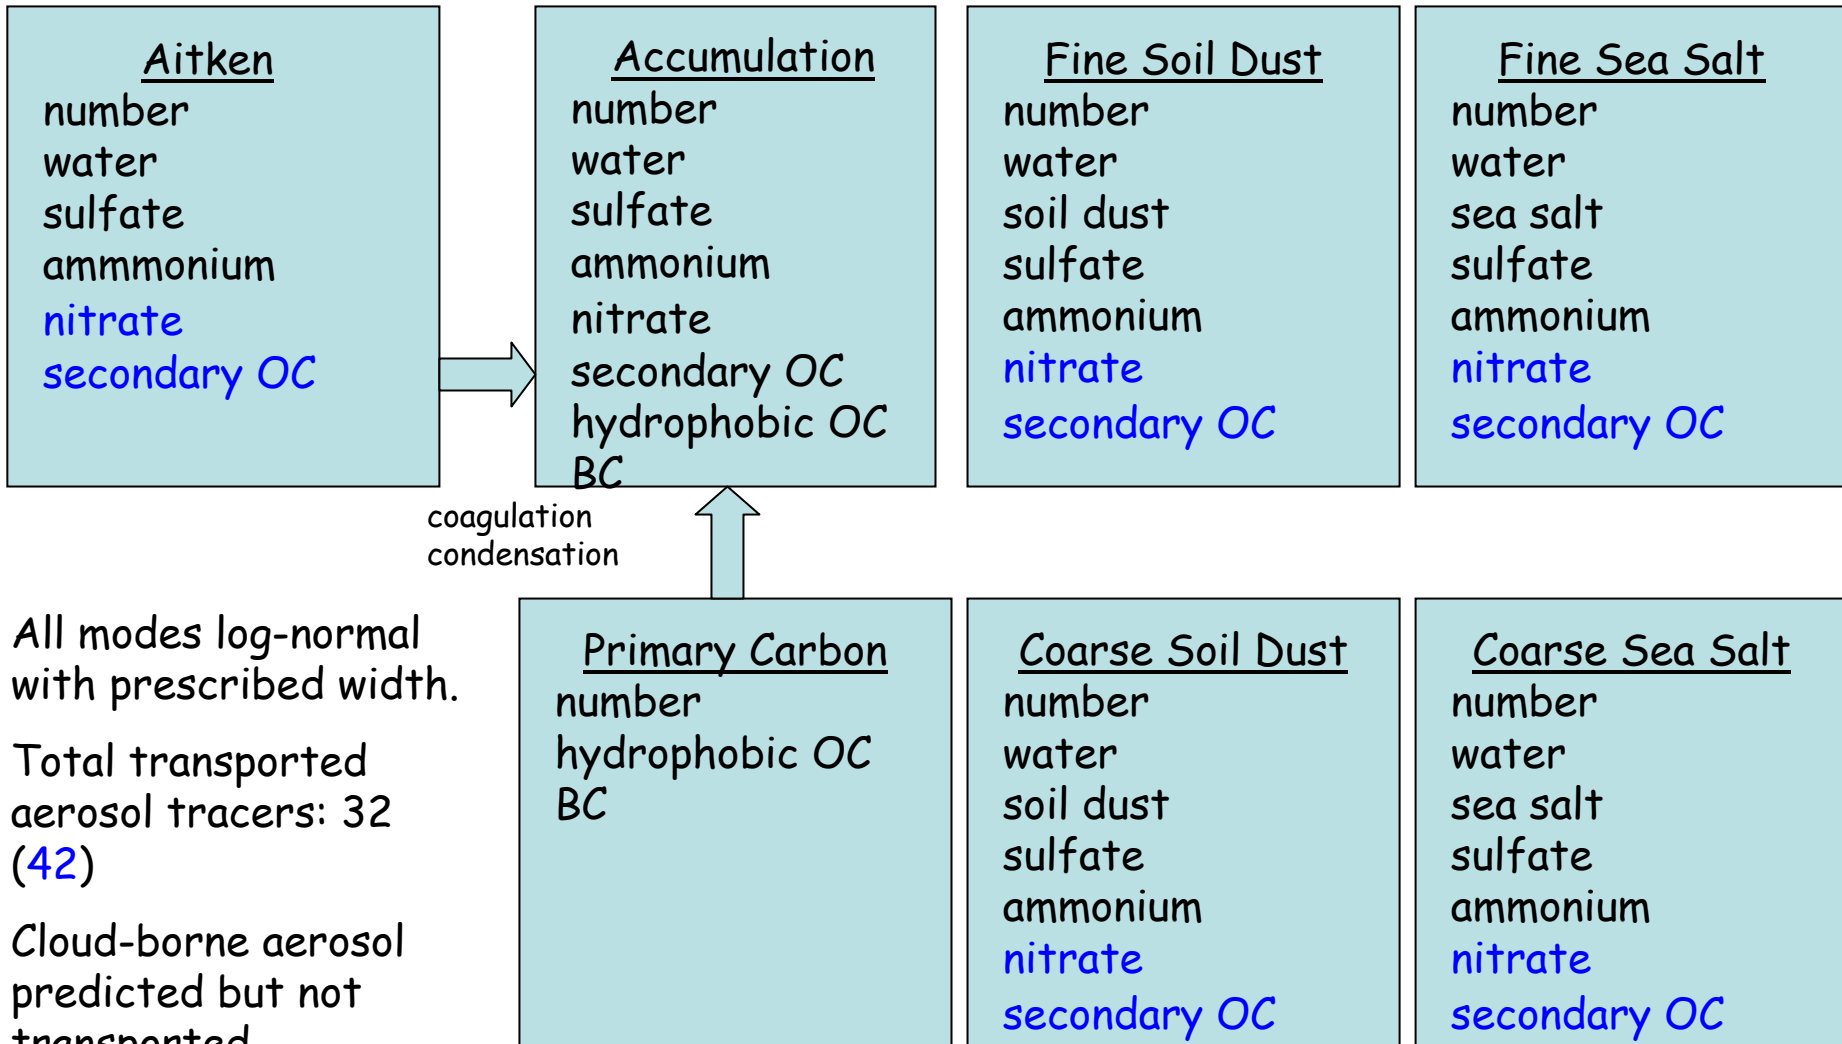 Aitken
number
water
sulfate
ammmonium
nitrate
secondary OC
Accumulation
number
water
sulfate
ammonium
nitrate
secondary OC
hydrophobic OC
BC
Fine Soil Dust
number
water
soil dust
sulfate
ammonium
nitrate
secondary OC
Fine Sea Salt
number
water
sea salt
sulfate
ammonium
nitrate
secondary OC
coagulation
condensation
All modes log-normal
with prescribed width.
Total transported
aerosol tracers: 32
(42)
Cloud-borne aerosol
predicted but not
transported
Primary Carbon
number
hydrophobic OC
BC
Coarse Soil Dust
number
water
soil dust
sulfate
ammonium
nitrate
secondary OC
Coarse Sea Salt
number
water
sea salt
sulfate
ammonium
nitrate
secondary OC